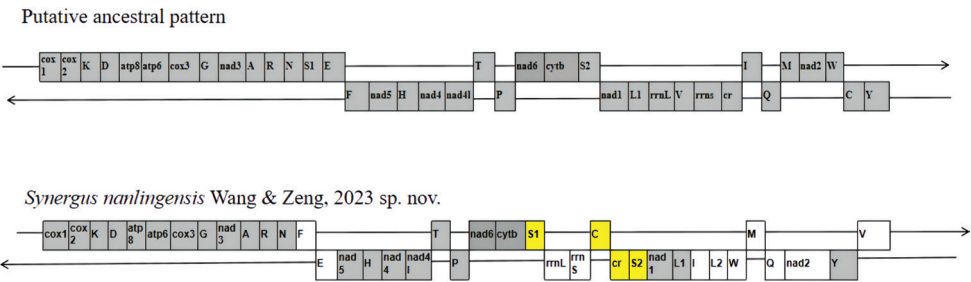 Putative ancestral pattern
cox 1 cox 2 K D atp8 atp6 cox3 G nad3 A R N S1 E T nad6 cytb S2 I M nad2 W
F nad5 H nad4 nad4l P nad1 L1 rrnL V rrns cr Q C Y
Synergus nanlingensis Wang & Zeng, 2023 sp. nov.
cox1 cox 2 K D atp 8 atp6 cox3 G nad 3 A R N F T nad6 cytb S1 C M V
E nad 5 H nad 4 nad4 l P rrnL rrn S cr S2 nad 1 L1 I L2 W Q nad2 Y